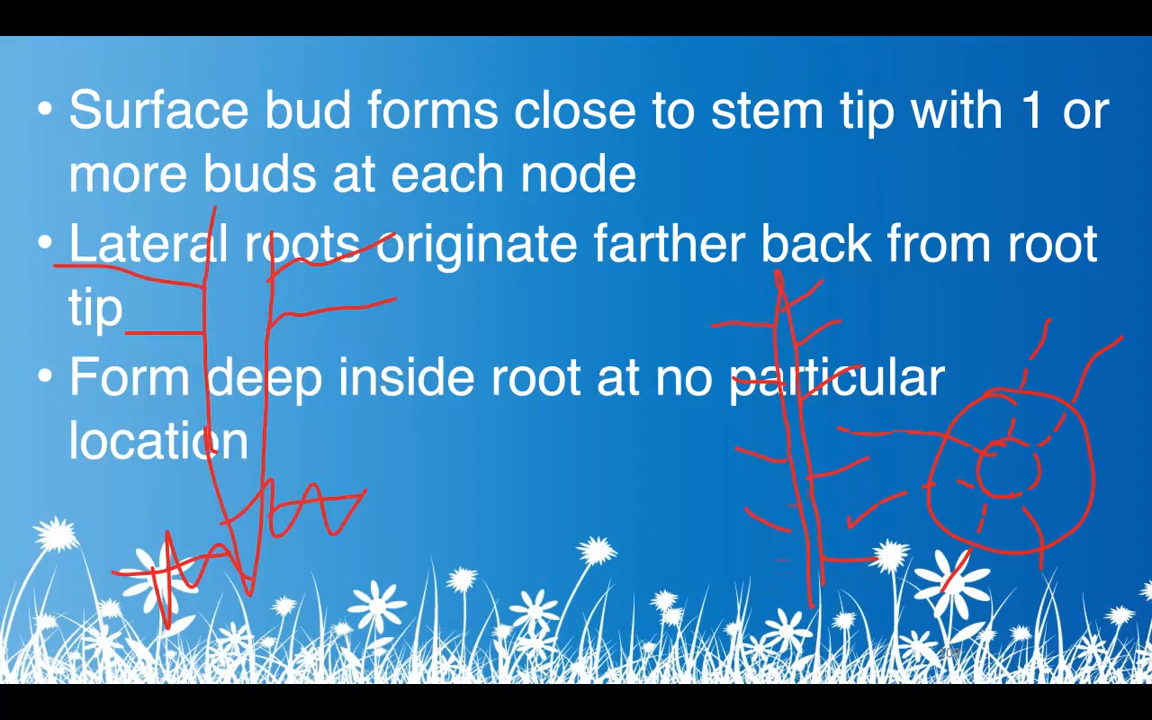 • Surface bud forms close to stem tip with 1 or
more buds at each node
• Lateral roots originate farther back from root
tip
• Form deep inside root at no particular
location